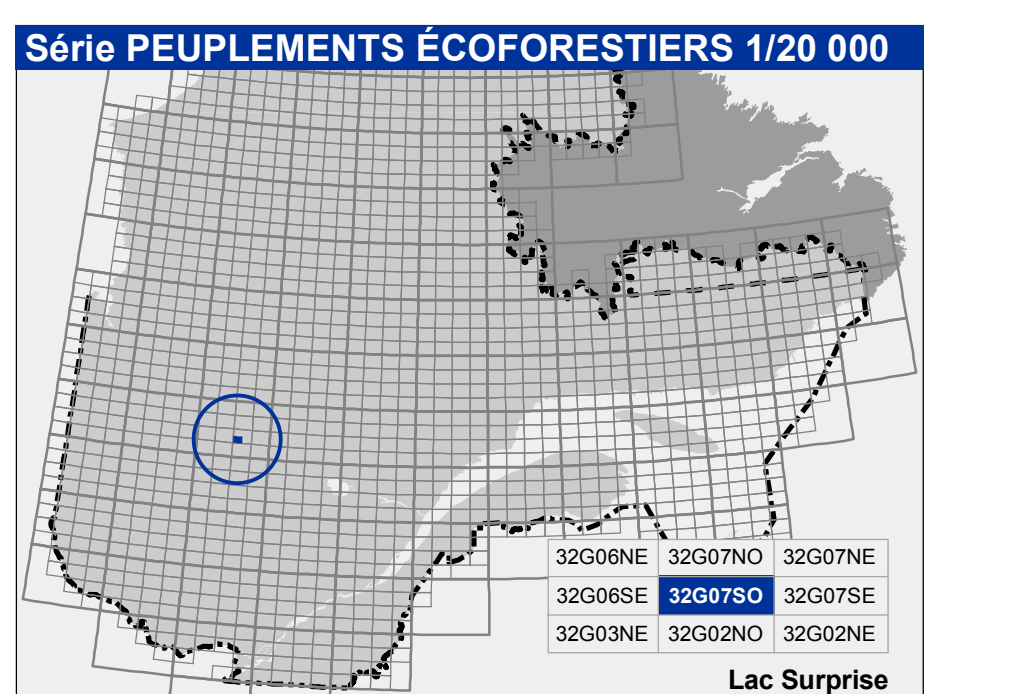 Série PEUPLEMENTS ÉCOFORESTIERS 1/20 000
32G06NE 32G07NO 32G07NE
32G06SE 32G07SO 32G07SE
32G03NE 32G02NO 32G02NE
Lac Surprise